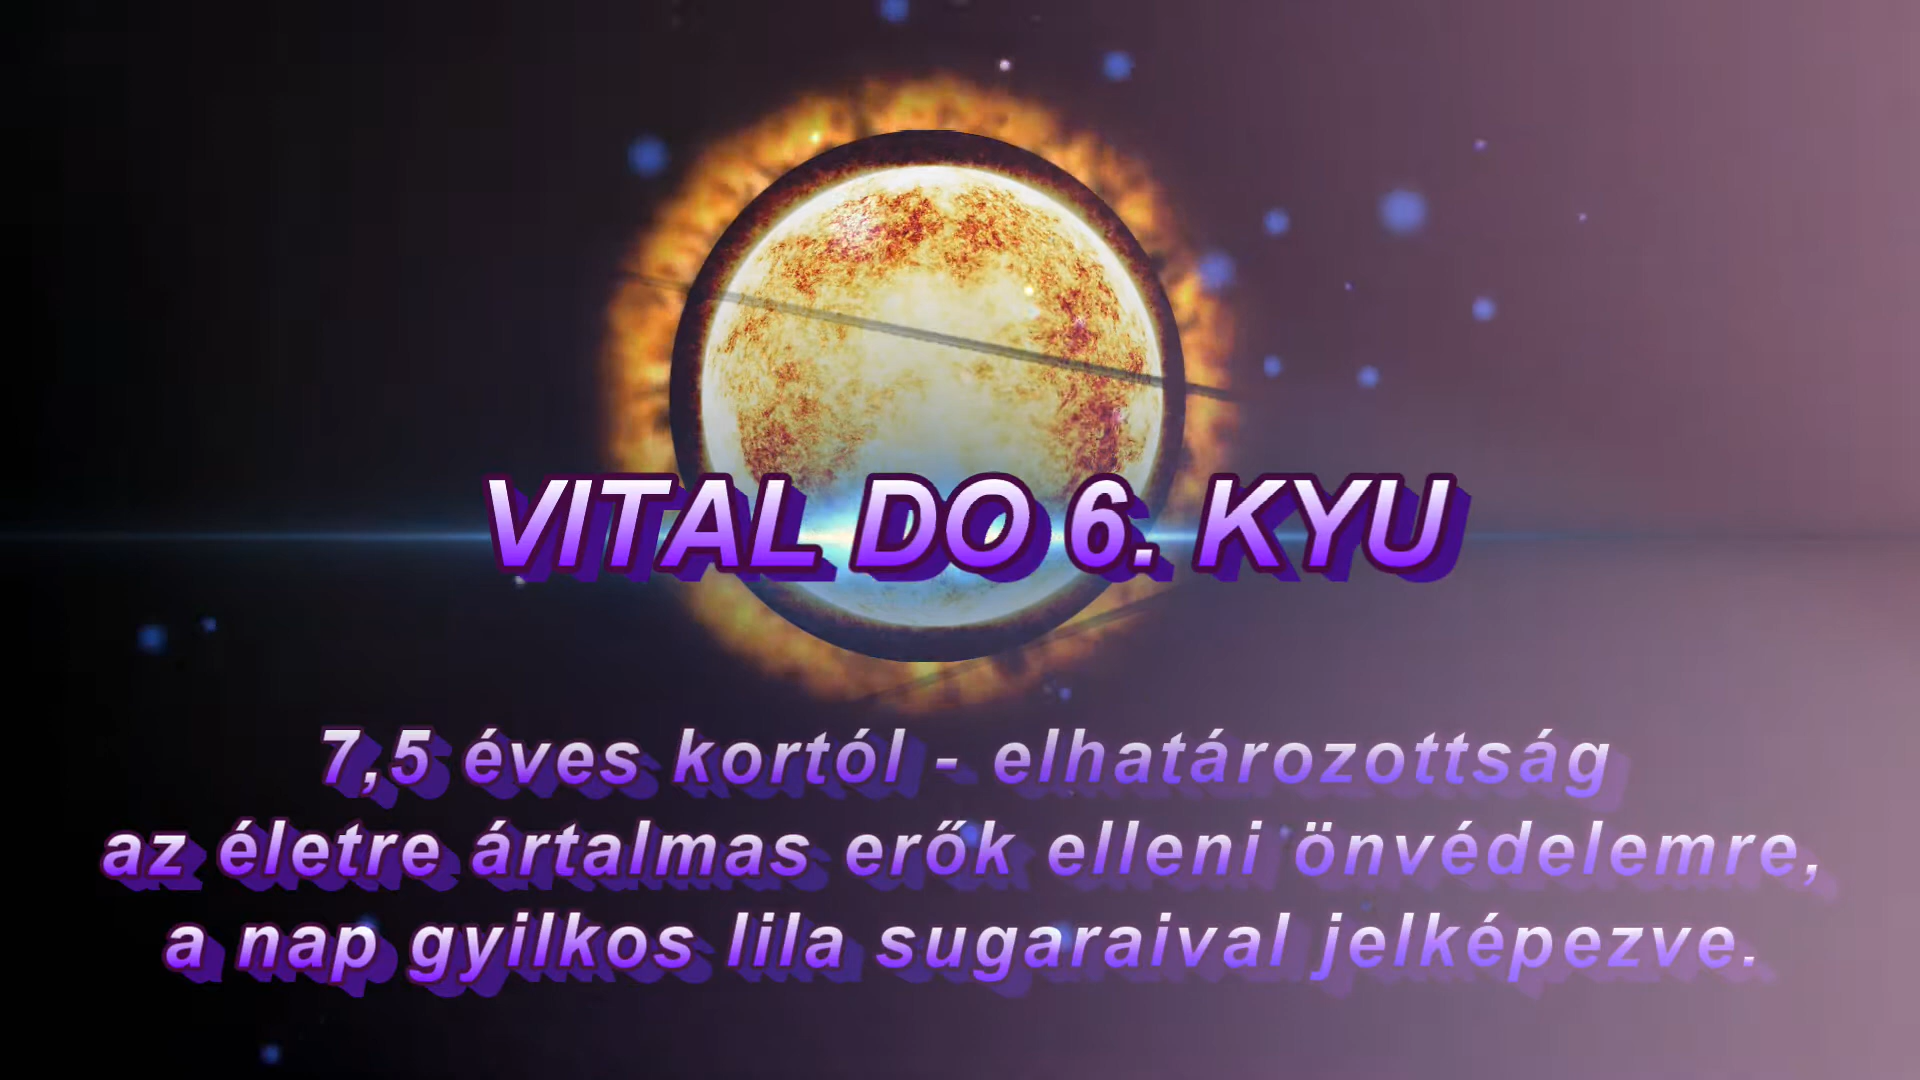 VITAL DO 6. KYU
7,5 éves kortól - elhatározottság
az életre ártalmas erők elleni önvédelemre,
a nap gyilkos lila sugaraival jelképezve.